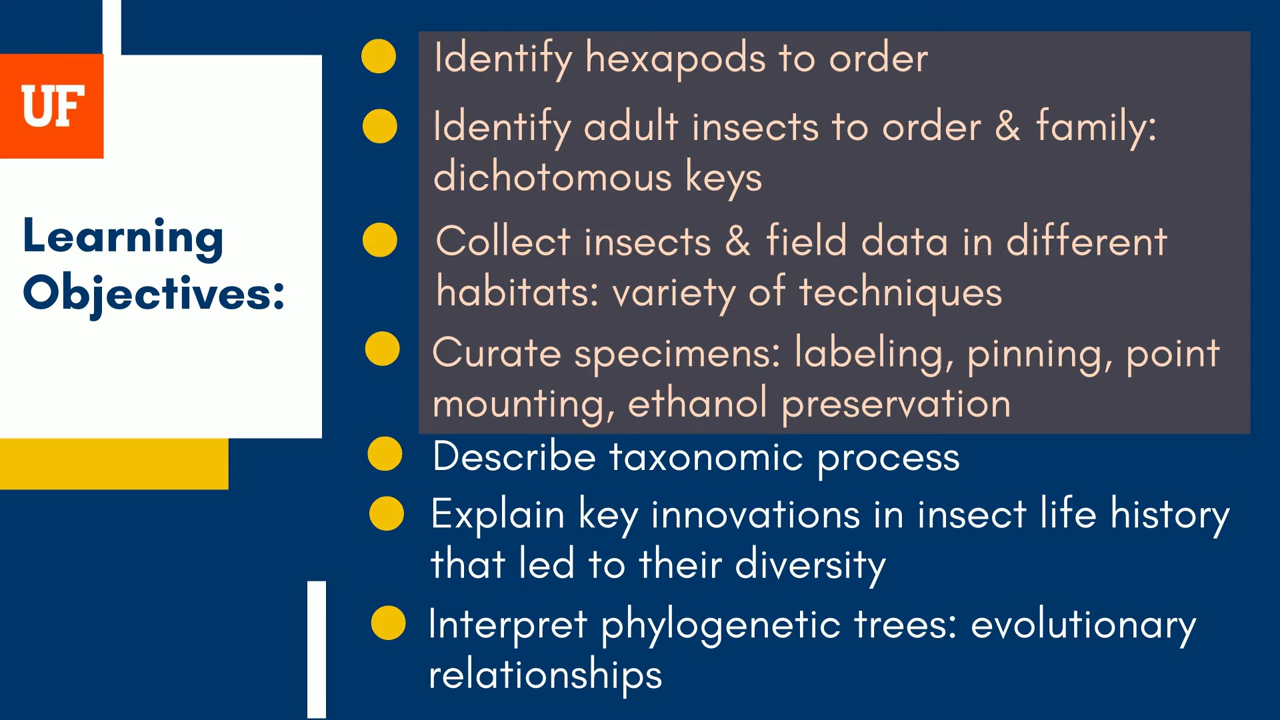 UF
Learning
Objectives:
Identify hexapods to order
Identify adult insects to order & family:
dichotomous keys
Collect insects & field data in different
habitats: variety of techniques
Curate specimens: labeling, pinning, point
mounting, ethanol preservation
Describe taxonomic process
Explain key innovations in insect life history
that led to their diversity
Interpret phylogenetic trees: evolutionary
relationships